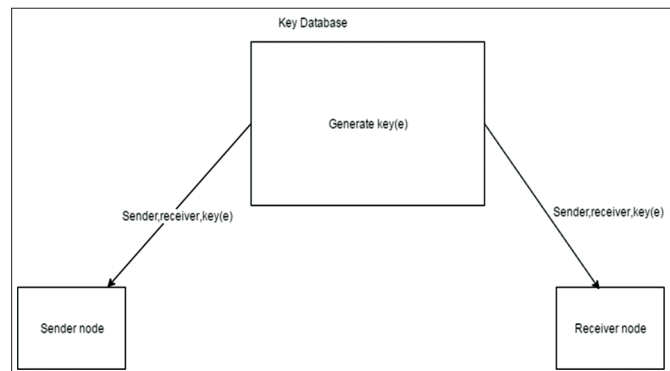 Key Database
Generate key(e)
Sender,receiver,key(e)
Sender,receiver,key(e)
Sender node
Receiver node